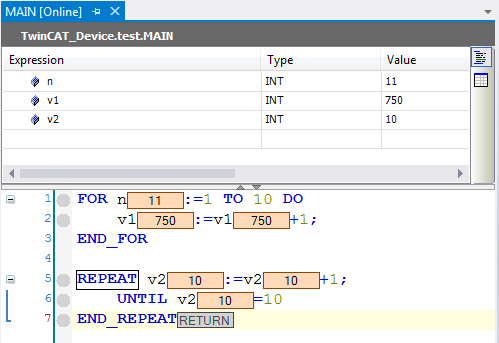 MAIN [Online]
TwinCAT_Device.test.MAIN
Expression Type Value
n INT 11
v1 INT 750
v2 INT 10
1 FOR n 11 :=1 TO 10 DO
2 v1 750 :=v1 750 +1;
3 END_FOR
5 REPEAT v2 10 :=v2 10 +1;
6 UNTIL v2 10 =10
7 END_REPEAT RETURN